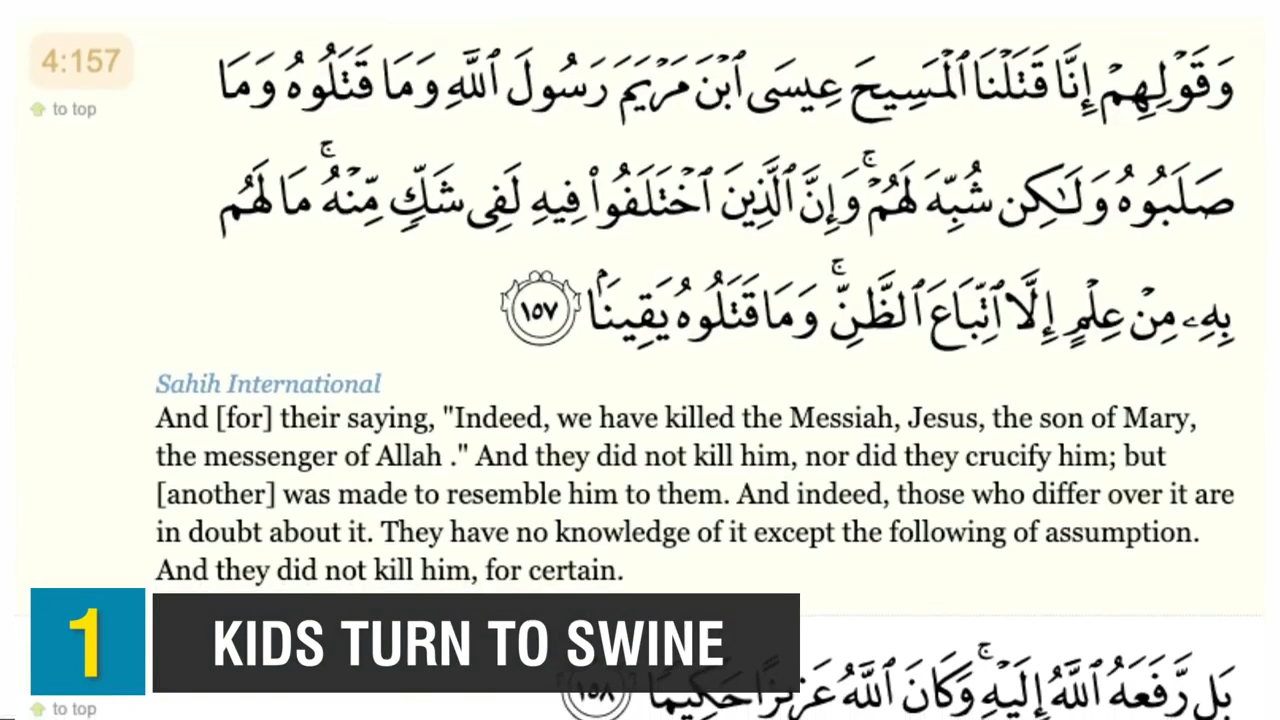 4:157
to top
وَقَوْلِهِمْ إِنَّا قَتَلْنَا ٱلْمَسِيحَ عِيسَى ٱبْنَ مَرْيَمَ رَسُولَ ٱللَّهِ وَمَا قَتَلُوهُ وَمَا
صَلَبُوهُ وَلَـٰكِن شُبِّهَ لَهُمْ ۚ وَإِنَّ ٱلَّذِينَ ٱخْتَلَفُوا۟ فِيهِ لَفِى شَكٍّ مِّنْهُ ۚ مَا لَهُم
بِهِۦ مِنْ عِلْمٍ إِلَّا ٱتِّبَاعَ ٱلظَّنِّ ۚ وَمَا قَتَلُوهُ يَقِينًۢا ١٥٧
Sahih International
And [for] their saying, "Indeed, we have killed the Messiah, Jesus, the son of Mary,
the messenger of Allah ." And they did not kill him, nor did they crucify him; but
[another] was made to resemble him to them. And indeed, those who differ over it are
in doubt about it. They have no knowledge of it except the following of assumption.
And they did not kill him, for certain.
1 KIDS TURN TO SWINE
بَل رَّفَعَهُ ٱللَّهُ إِلَيْهِ ۚ وَكَانَ ٱللَّهُ عَزِيزًا حَكِيمًا ١٥٨
to top